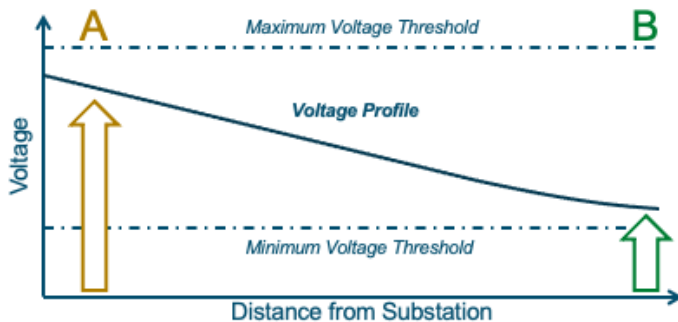 A
Maximum Voltage Threshold
B
Voltage Profile
Voltage
Minimum Voltage Threshold
Distance from Substation